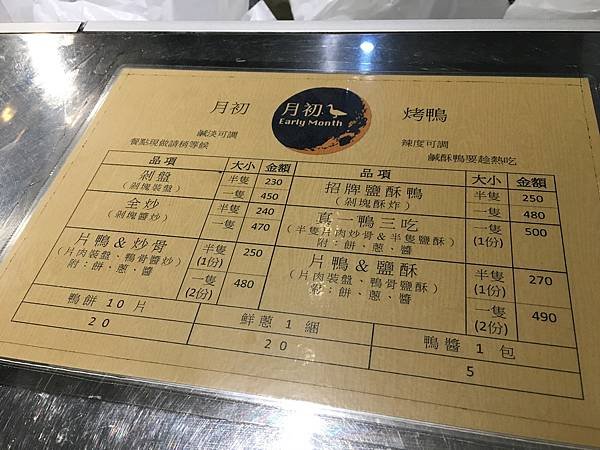 月初
月初
Early Month
烤鴨
鹹淡可調
餐點現做請稍等候
辣度可調
鹹酥鴨要趁熱吃
品項 大小 金額
剁盤
(剁塊裝盤)
半隻 230
一隻 450
全炒
(剁塊醬炒)
半隻 240
一隻 470
片鴨&炒骨
(片肉裝盤、鴨骨醬炒)
附:餅、蔥、醬
半隻
(1份)
250
一隻
(2份)
480
品項 大小 金額
招牌鹽酥鴨
(剁塊酥炸)
半隻 250
一隻 480
真一鴨三吃
(半隻片肉炒骨&半隻鹽酥)
附:餅、蔥、醬
一隻
(1份)
500
片鴨&鹽酥
(片肉裝盤、鴨骨鹽酥)
附:餅、蔥、醬
半隻
(1份)
270
一隻
(2份)
490
鴨餅10片
20
鮮蔥1綑
20
鴨醬1包
5